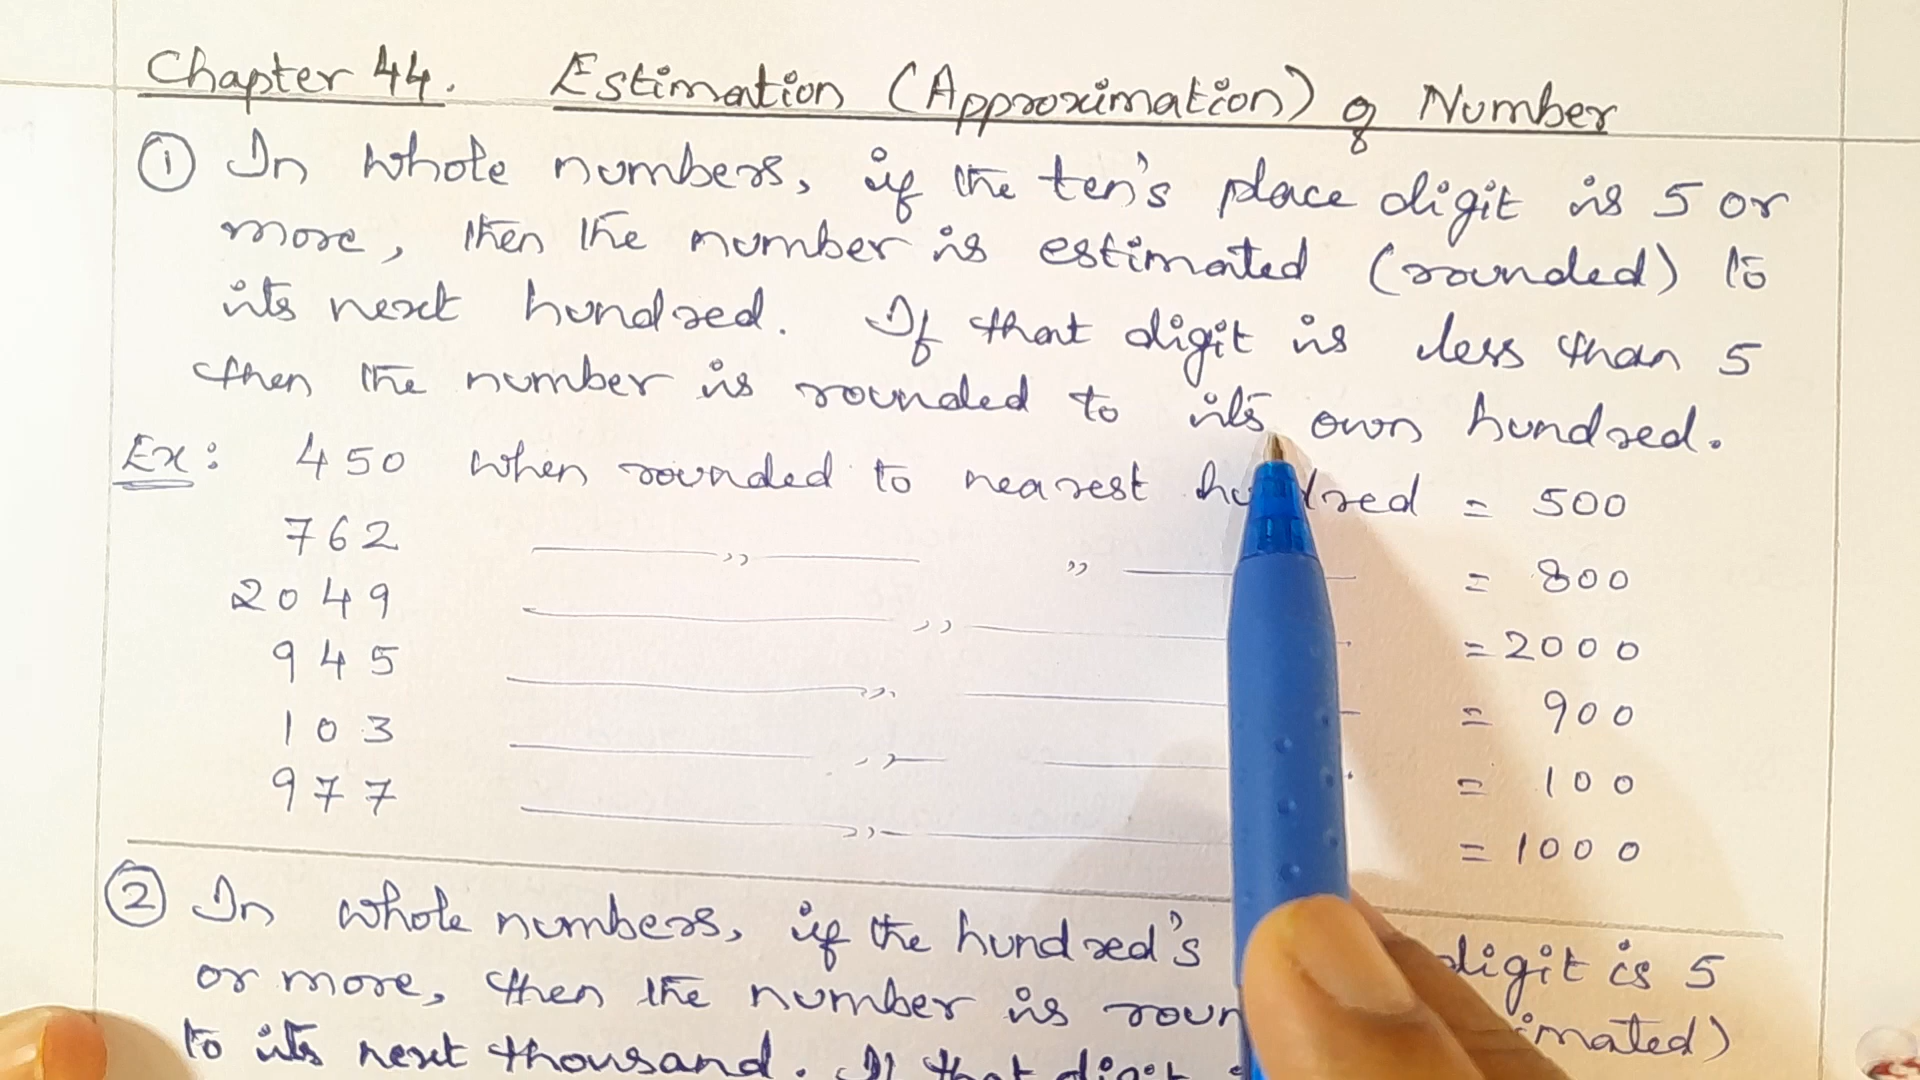 Chapter 44. Estimation (Approximation) of Number
① In whole numbers, if the ten's place digit is 5 or
more, then the number is estimated (rounded) to
its next hundred. If that digit is less than 5
then the number is rounded to its own hundred.
Ex: 450 when rounded to nearest hundred = 500
762 ——,,—— ,, —— = 800
2049 ——,,—— = 2000
945 ——,,—— = 900
103 ——,,—— = 100
977 ——,,—— = 1000
② In whole numbers, if the hundred's digit is 5
or more, then the number is
to its next thousand. If that digit